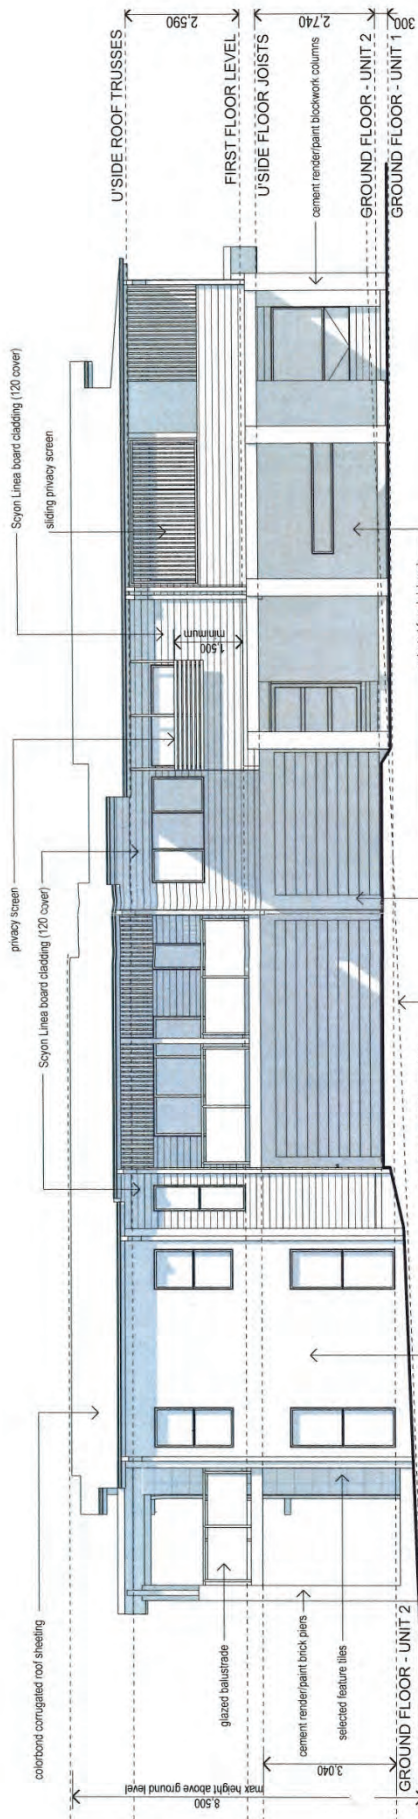 colorbond corrugated roof sheeting
Scyon Linea board cladding (120 cover)
privacy screen
Scyon Linea board cladding (120 cover)
sliding privacy screen
U'SIDE ROOF TRUSSES
2,590
FIRST FLOOR LEVEL
U'SIDE FLOOR JOISTS
2,740
cement render/paint blockwork columns
GROUND FLOOR - UNIT 2
GROUND FLOOR - UNIT 1
300
1,500
minimum
glazed balustrade
cement render/paint brick piers
selected feature tiles
GROUND FLOOR - UNIT 2
3,040
8,500
max height above ground level